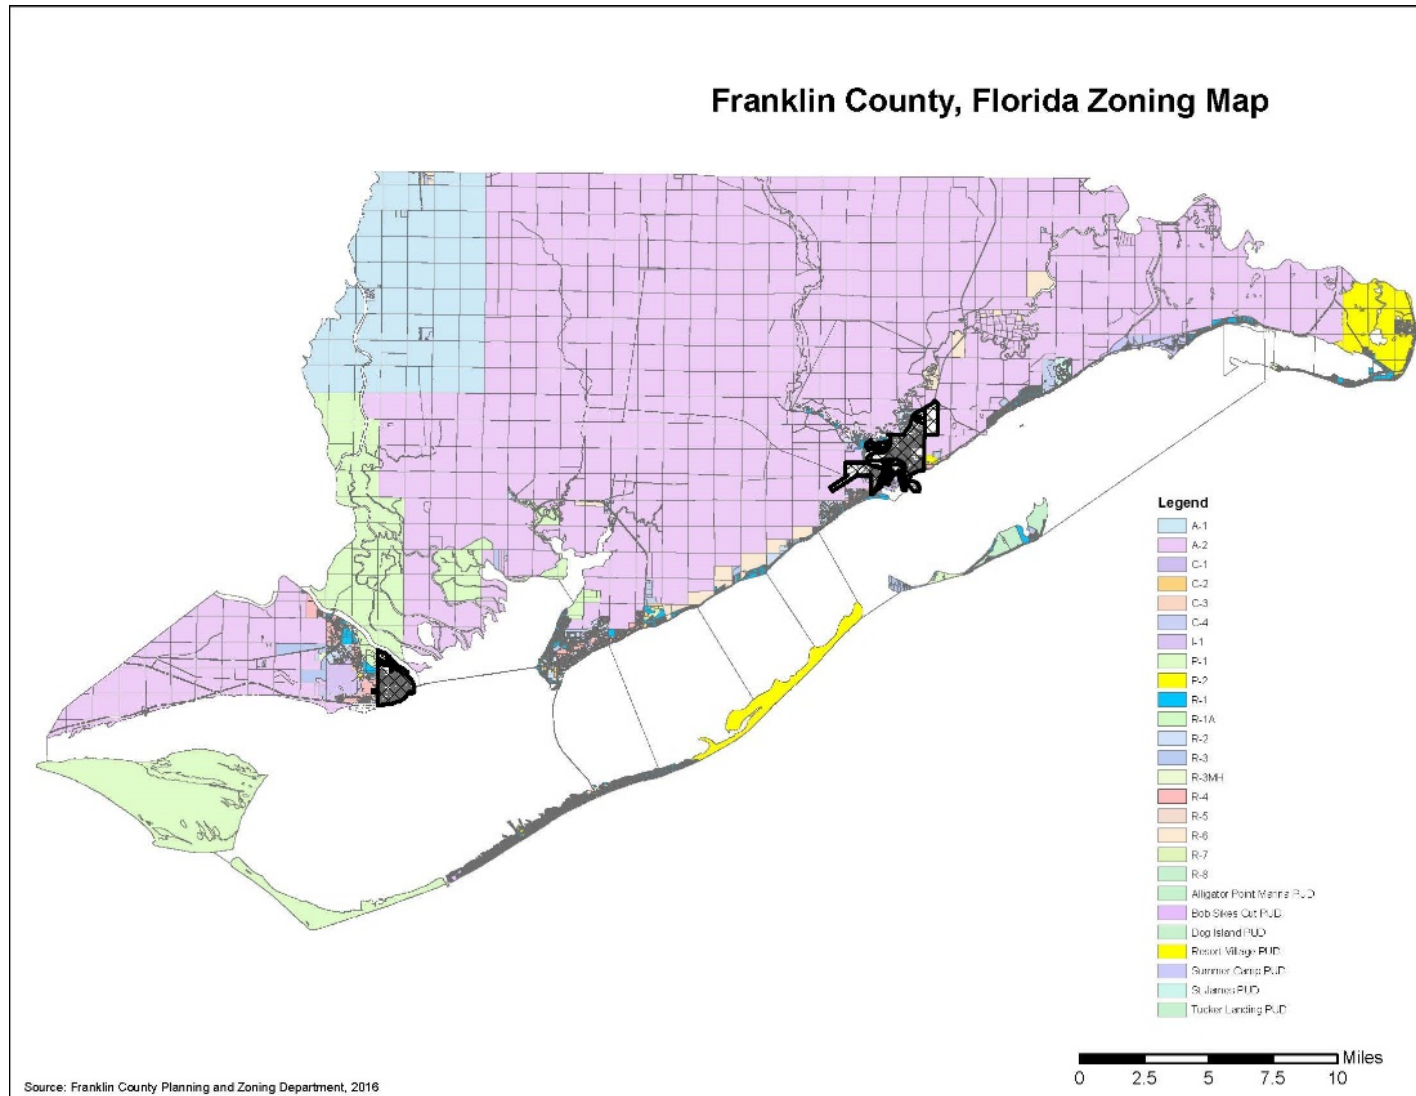 Franklin County, Florida Zoning Map
Legend
A-1
A-2
C-1
C-2
C-3
C-4
I-1
P-1
P-2
R-1
R-1A
R-2
R-3
R-3MH
R-4
R-5
R-6
R-7
R-8
Alligator Point Marina PUD
Bob Sikes Cut PUD
Dog Island PUD
Resort Village PUD
Summer Camp PUD
St James PUD
Tucker Landing PUD
Miles
0 2.5 5 7.5 10
Source: Franklin County Planning and Zoning Department, 2016